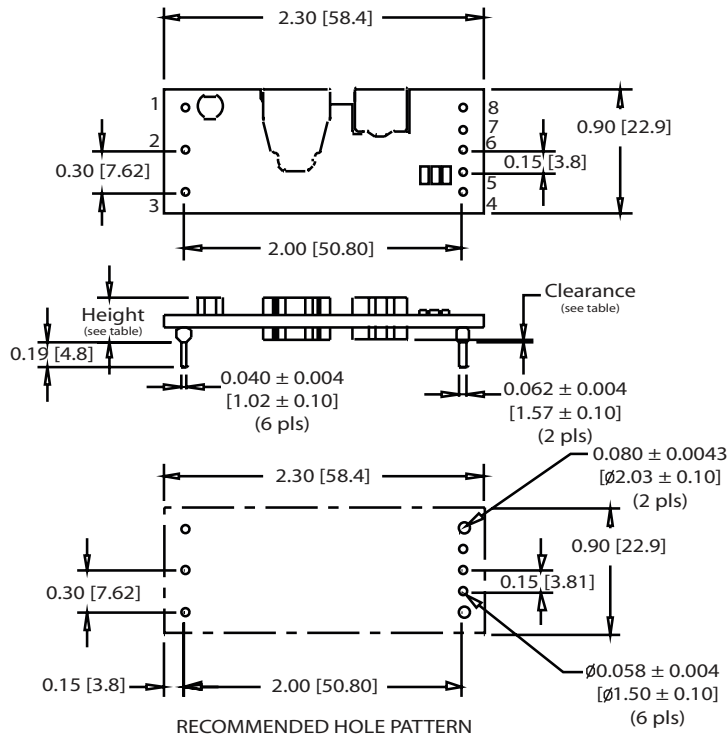 2.30 [58.4]
1
8
7
2
6
0.90 [22.9]
0.30 [7.62]
0.15 [3.8]
5
3
4
2.00 [50.80]
Height
(see table)
Clearance
(see table)
0.19 [4.8]
0.040 ± 0.004
[1.02 ± 0.10]
(6 pls)
0.062 ± 0.004
[1.57 ± 0.10]
(2 pls)
0.080 ± 0.0043
[Ø2.03 ± 0.10]
(2 pls)
2.30 [58.4]
0.90 [22.9]
0.30 [7.62]
0.15 [3.81]
0.15 [3.8]
2.00 [50.80]
Ø0.058 ± 0.004
[Ø1.50 ± 0.10]
(6 pls)
RECOMMENDED HOLE PATTERN